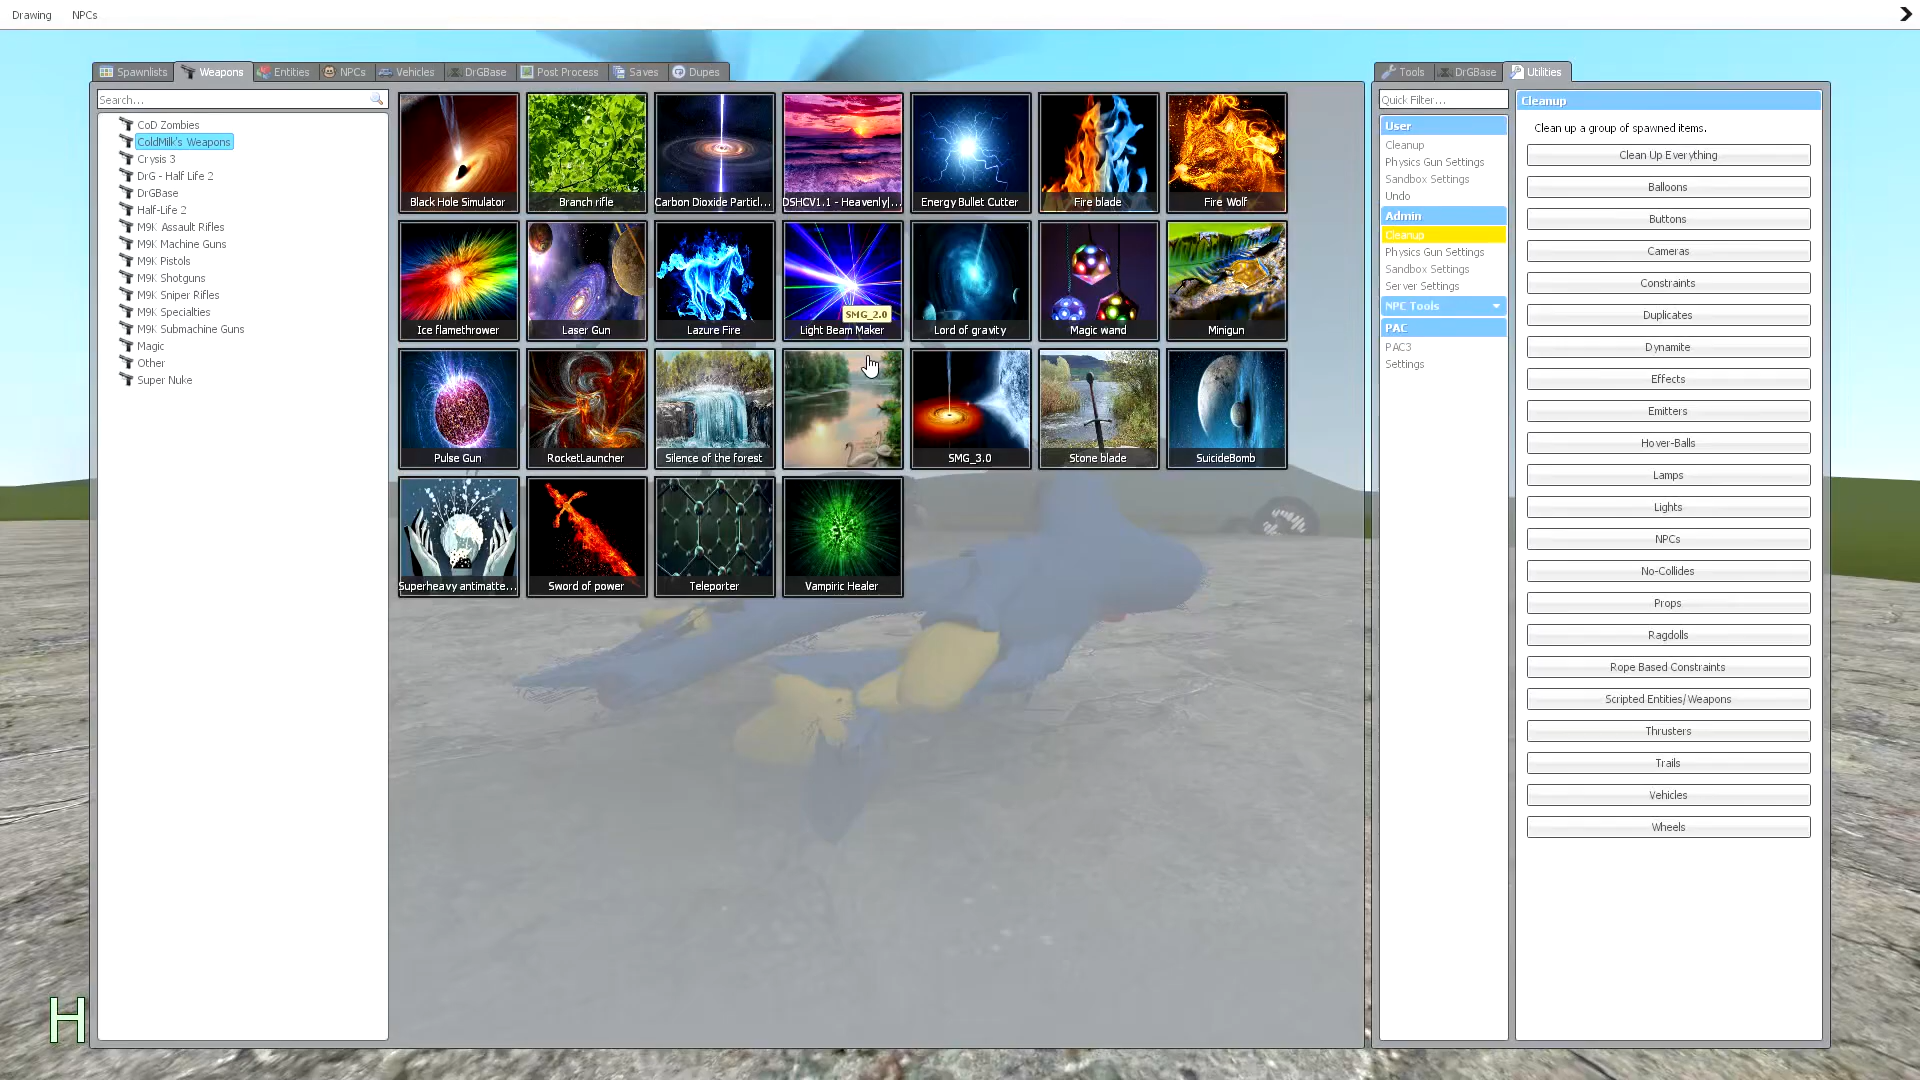 Drawing NPCs
Spawnlists Weapons Entities NPCs Vehicles DrGBase Post Process Saves Dupes
Search...
CoD Zombies
ColdMilk's Weapons
Crysis 3
DrG - Half Life 2
DrGBase
Half-Life 2
M9K Assault Rifles
M9K Machine Guns
M9K Pistols
M9K Shotguns
M9K Sniper Rifles
M9K Specialties
M9K Submachine Guns
Magic
Other
Super Nuke
Black Hole Simulator
Branch rifle
Carbon Dioxide Particl...
DSHCV1.1 - Heavenly|...
Energy Bullet Cutter
Fire blade
Fire Wolf
Ice flamethrower
Laser Gun
Lazure Fire
SMG_2.0
Light Beam Maker
Lord of gravity
Magic wand
Minigun
Pulse Gun
RocketLauncher
Silence of the forest
SMG_3.0
Stone blade
SuicideBomb
Superheavy antimatte...
Sword of power
Teleporter
Vampiric Healer
H
Tools DrGBase Utilities
Quick Filter...
User
Cleanup
Physics Gun Settings
Sandbox Settings
Undo
Admin
Cleanup
Physics Gun Settings
Sandbox Settings
Server Settings
NPC Tools
PAC
PAC3
Settings
Cleanup
Clean up a group of spawned items.
Clean Up Everything
Balloons
Buttons
Cameras
Constraints
Duplicates
Dynamite
Effects
Emitters
Hover-Balls
Lamps
Lights
NPCs
No-Collides
Props
Ragdolls
Rope Based Constraints
Scripted Entities/Weapons
Thrusters
Trails
Vehicles
Wheels